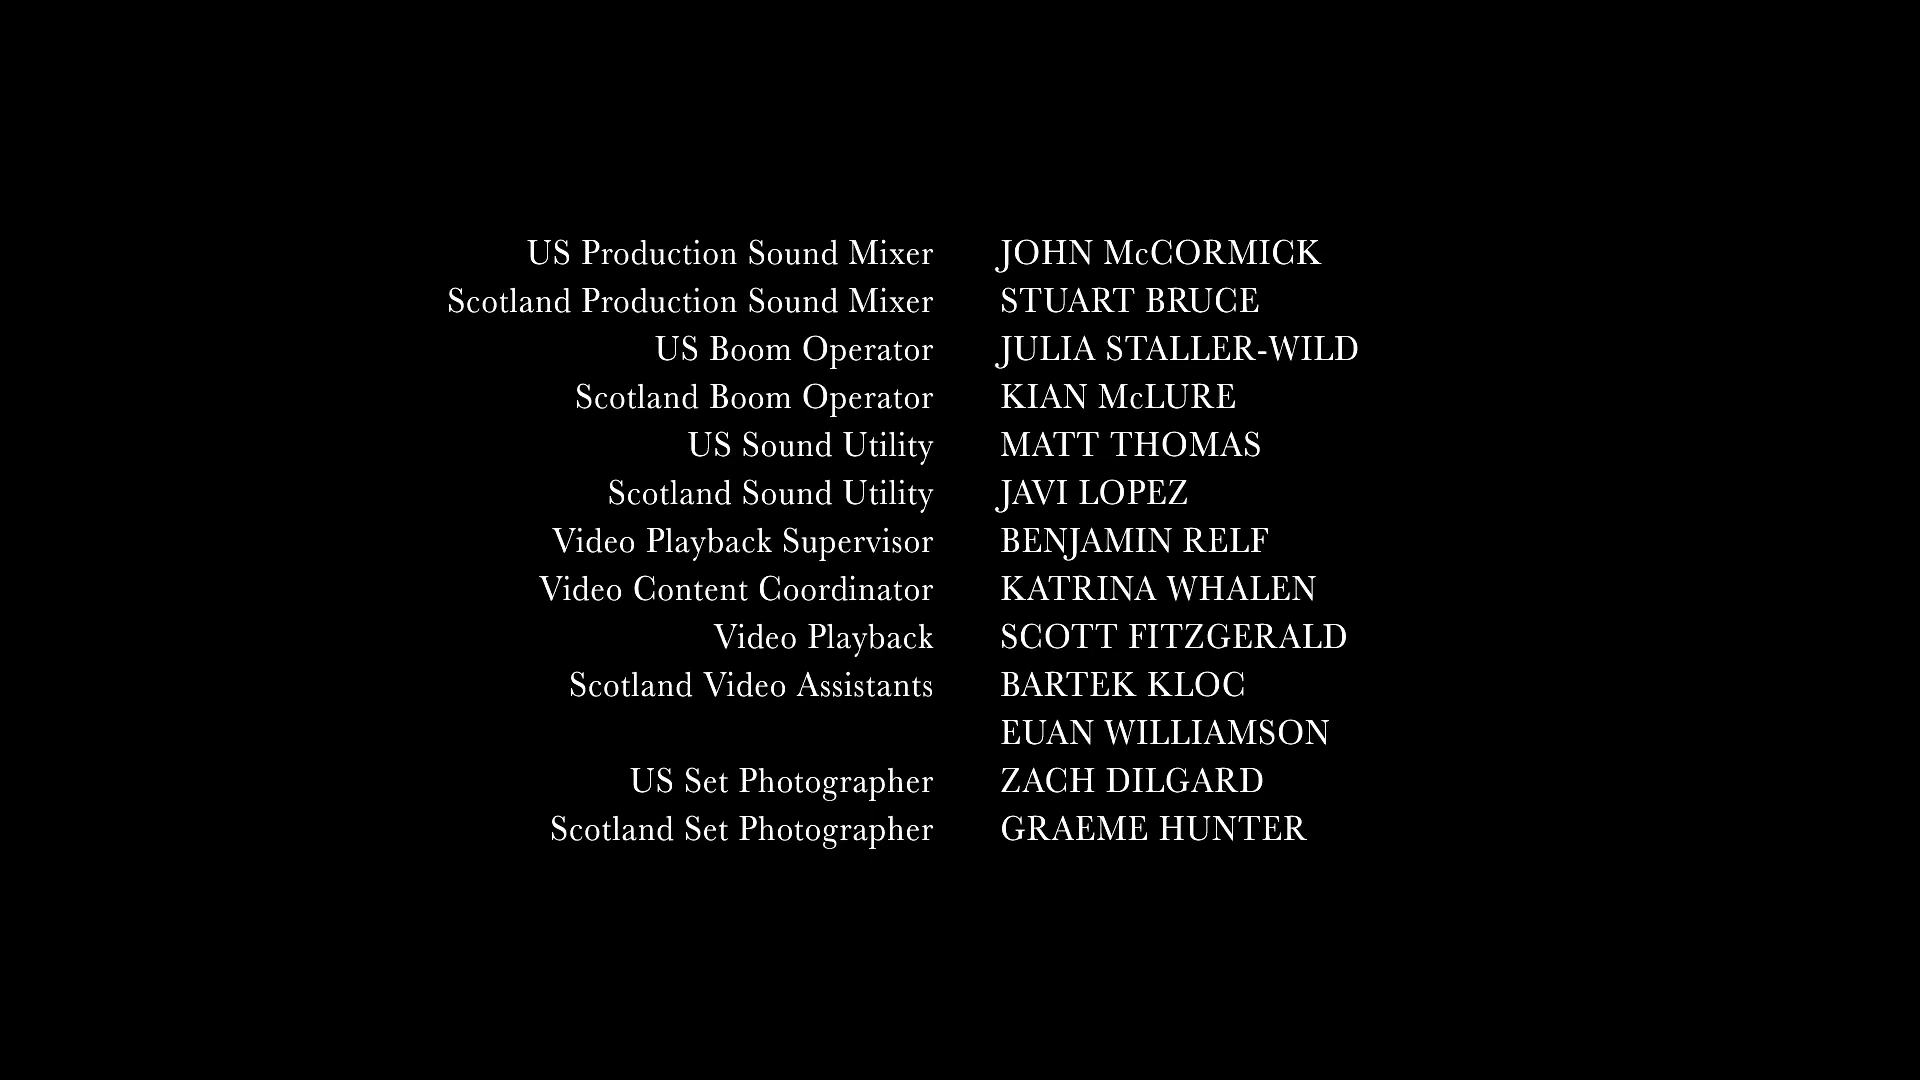 US Production Sound Mixer JOHN McCORMICK
Scotland Production Sound Mixer STUART BRUCE
US Boom Operator JULIA STALLER-WILD
Scotland Boom Operator KIAN McLURE
US Sound Utility MATT THOMAS
Scotland Sound Utility JAVI LOPEZ
Video Playback Supervisor BENJAMIN RELF
Video Content Coordinator KATRINA WHALEN
Video Playback SCOTT FITZGERALD
Scotland Video Assistants BARTEK KLOC
EUAN WILLIAMSON
US Set Photographer ZACH DILGARD
Scotland Set Photographer GRAEME HUNTER